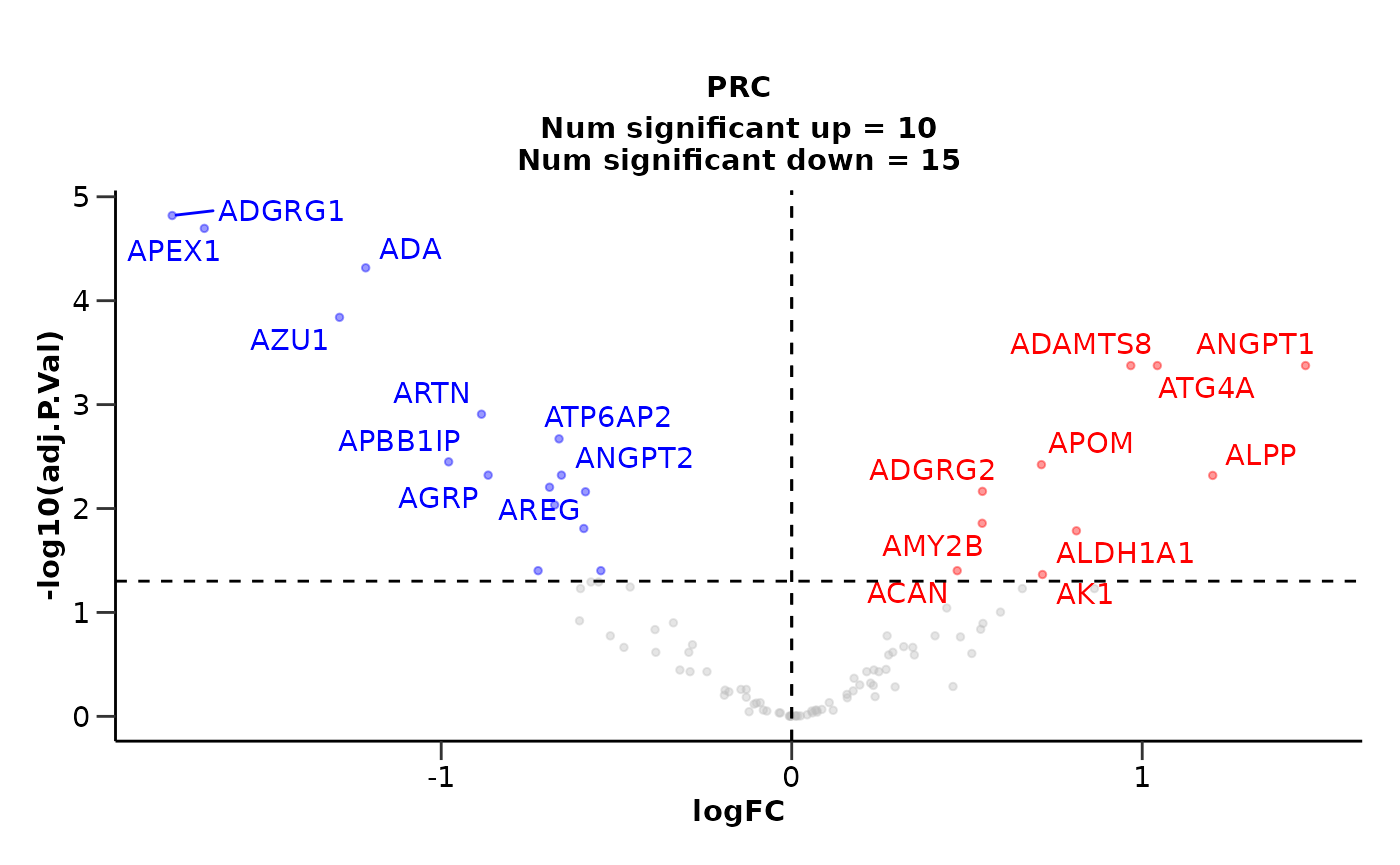 PRC
Num significant up = 10
Num significant down = 15
5
4
3
2
1
0
-log10(adj.P.Val)
ADGRG1
APEX1
ADA
AZU1
ARTN
ATP6AP2
APBB1IP
ANGPT2
AGRP
AREG
ADAMTS8
ANGPT1
ATG4A
APOM
ALPP
ADGRG2
AMY2B
ALDH1A1
ACAN
AK1
-1
0
1
logFC